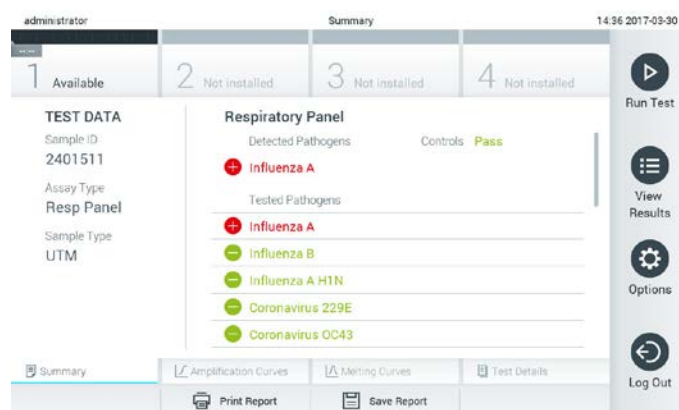 administrator Summary 14:36 2017-03-30
--:--
1 Available 2 Not installed 3 Not installed 4 Not installed
Run Test
TEST DATA
Sample ID
2401511
Assay Type
Resp Panel
Sample Type
UTM
Respiratory Panel
Detected Pathogens Controls Pass
Influenza A
Tested Pathogens
Influenza A
Influenza B
Influenza A H1N
Coronavirus 229E
Coronavirus OC43
View
Results
Options
Log Out
Summary Amplification Curves Melting Curves Test Details
Print Report Save Report